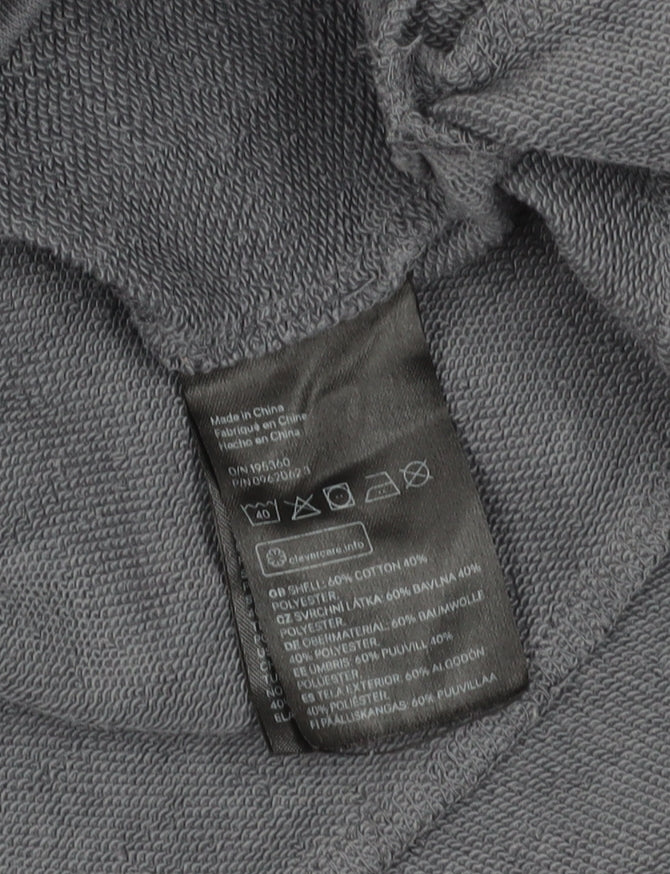 Made in China
Fabriqué en Chine
Hecho en China
O/N 195360
40
clevercare.info
GB SHELL: 60% COTTON 40%
POLYESTER.
CZ SVRCHNÍ LÁTKA: 60% BAVLNA 40%
POLYESTER.
DE OBERMATERIAL: 60% BAUMWOLLE
40% POLYESTER.
EE ÜMBRIS: 60% PUUVILL 40%
POLÜESTER.
ES TELA EXTERIOR: 60% ALGODÓN
40% POLIÉSTER.
FI PÄÄLLISKANGAS: 60% PUUVILLAA